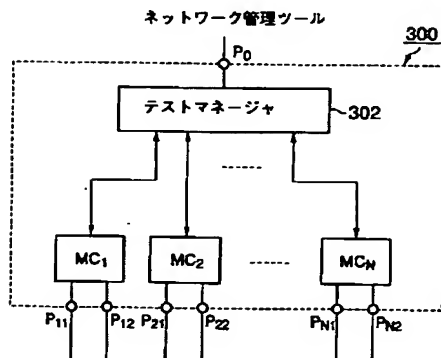 ネットワーク管理ツール
P0
300
テストマネージャ
302
MC1
MC2
MCN
P11
P12
P21
P22
PN1
PN2